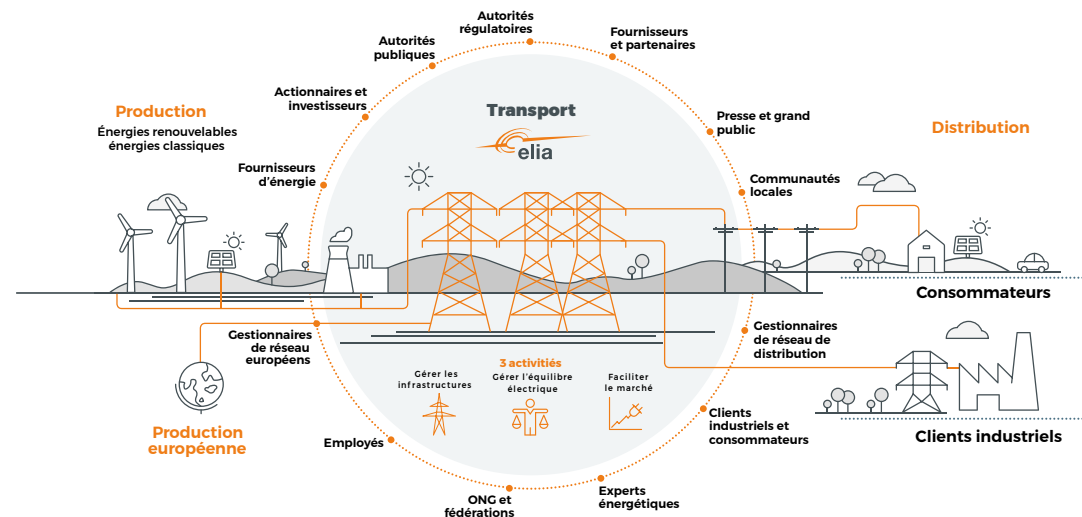 Autorités
régulatoires
Fournisseurs
et partenaires
Autorités
publiques
Actionnaires et
investisseurs
Production
Énergies renouvelables
énergies classiques
Transport
elia
Presse et grand
public
Distribution
Fournisseurs
d'énergie
Communautés
locales
Consommateurs
Gestionnaires
de réseau
européens
Gestionnaires
de réseau de
distribution
3 activitiés
Gérer les
infrastructures
Gérer l'équilibre
électrique
Faciliter
le marché
Production
européenne
Employés
Clients
industriels et
consommateurs
Clients industriels
ONG et
fédérations
Experts
énergétiques